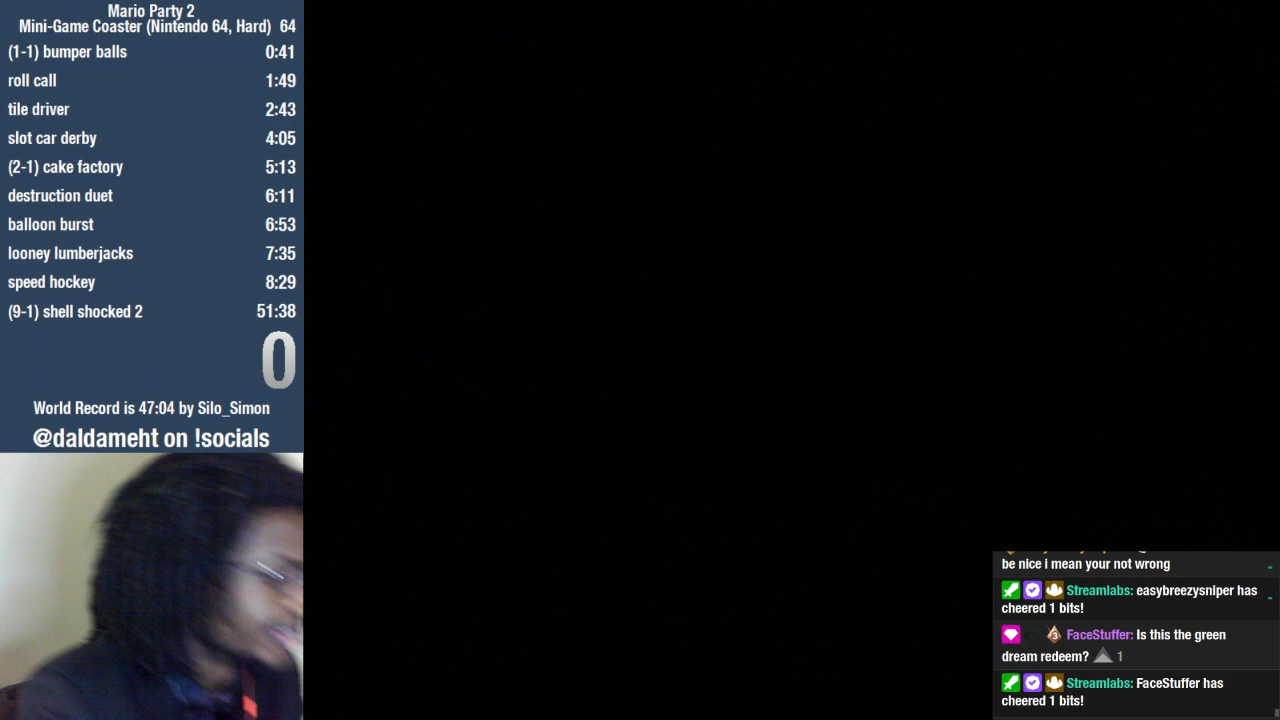 Mario Party 2
Mini-Game Coaster (Nintendo 64, Hard) 64
(1-1) bumper balls 0:41
roll call 1:49
tile driver 2:43
slot car derby 4:05
(2-1) cake factory 5:13
destruction duet 6:11
balloon burst 6:53
looney lumberjacks 7:35
speed hockey 8:29
(9-1) shell shocked 2 51:38
0
World Record is 47:04 by Silo_Simon
@daldameht on !socials
be nice i mean your not wrong
Streamlabs: easybreezysniper has
cheered 1 bits!
FaceStuffer: Is this the green
dream redeem? 1
Streamlabs: FaceStuffer has
cheered 1 bits!